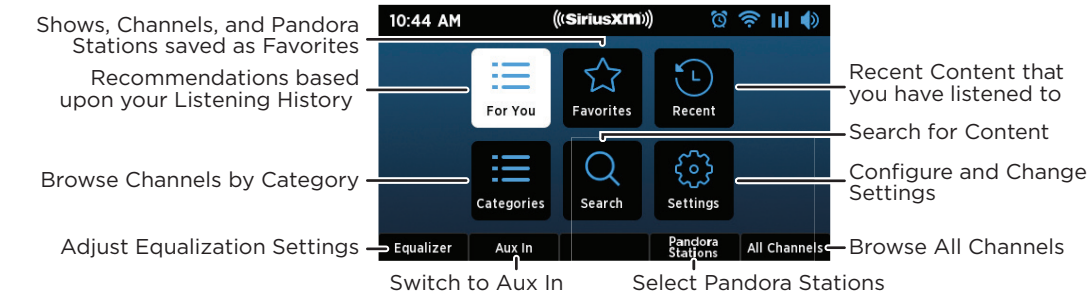 Shows, Channels, and Pandora
Stations saved as Favorites
Recommendations based
upon your Listening History
Browse Channels by Category
Adjust Equalization Settings
10:44 AM
((SiriusXM))
For You
Favorites
Recent
Categories
Search
Settings
Equalizer
Aux In
Pandora
Stations
All Channels
Switch to Aux In
Select Pandora Stations
Recent Content that
you have listened to
Search for Content
Configure and Change
Settings
Browse All Channels